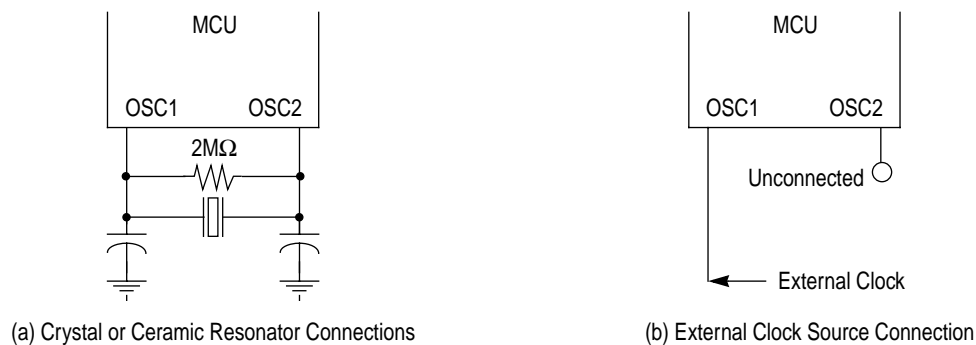 MCU
OSC1 OSC2
2MΩ
(a) Crystal or Ceramic Resonator Connections
MCU
OSC1 OSC2
Unconnected
External Clock
(b) External Clock Source Connection